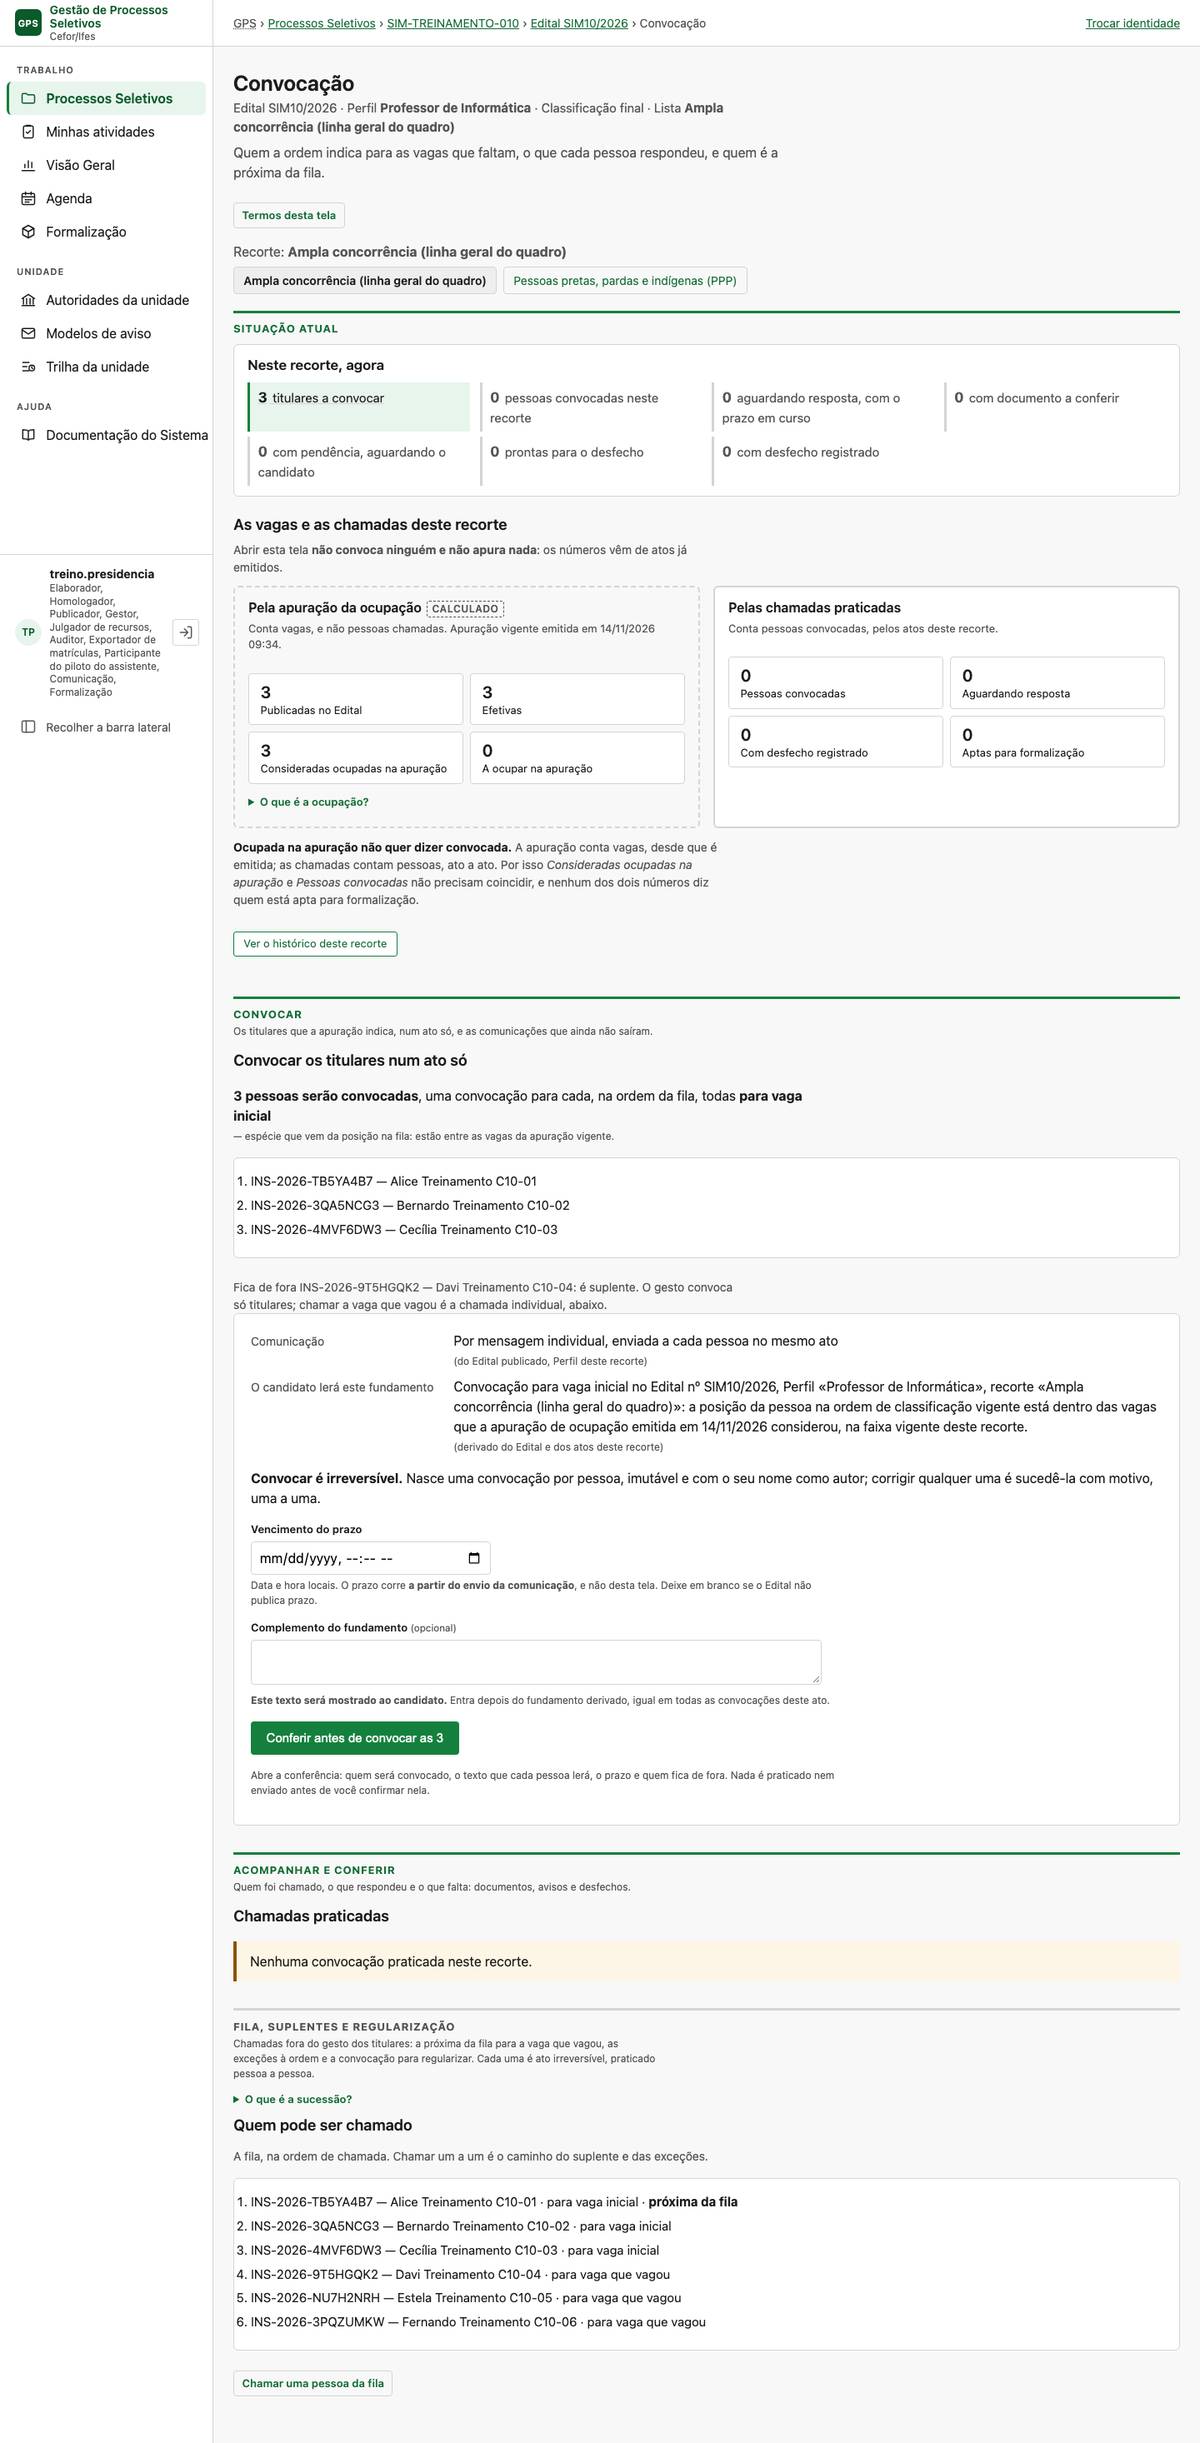 GPS
Gestão de Processos
Seletivos
Cefor/Ifes
TRABALHO
Processos Seletivos
Minhas atividades
Visão Geral
Agenda
Formalização
UNIDADE
Autoridades da unidade
Modelos de aviso
Trilha da unidade
AJUDA
Documentação do Sistema
TP
treino.presidencia
Elaborador,
Homologador,
Publicador, Gestor,
Julgador de recursos,
Auditor, Exportador de
matrículas, Participante
do piloto do assistente,
Comunicação,
Formalização
Recolher a barra lateral
GPS › Processos Seletivos › SIM-TREINAMENTO-010 › Edital SIM10/2026 › Convocação
Trocar identidade
Convocação
Edital SIM10/2026 · Perfil Professor de Informática · Classificação final · Lista Ampla
concorrência (linha geral do quadro)
Quem a ordem indica para as vagas que faltam, o que cada pessoa respondeu, e quem é a
próxima da fila.
Termos desta tela
Recorte: Ampla concorrência (linha geral do quadro)
Ampla concorrência (linha geral do quadro)
Pessoas pretas, pardas e indígenas (PPP)
SITUAÇÃO ATUAL
Neste recorte, agora
3 titulares a convocar
0 pessoas convocadas neste
recorte
0 aguardando resposta, com o
prazo em curso
0 com documento a conferir
0 com pendência, aguardando o
candidato
0 prontas para o desfecho
0 com desfecho registrado
As vagas e as chamadas deste recorte
Abrir esta tela não convoca ninguém e não apura nada: os números vêm de atos já
emitidos.
Pela apuração da ocupação CALCULADO
Conta vagas, e não pessoas chamadas. Apuração vigente emitida em 14/11/2026
09:34.
3
Publicadas no Edital
3
Efetivas
3
Consideradas ocupadas na apuração
0
A ocupar na apuração
▶ O que é a ocupação?
Pelas chamadas praticadas
Conta pessoas convocadas, pelos atos deste recorte.
0
Pessoas convocadas
0
Aguardando resposta
0
Com desfecho registrado
0
Aptas para formalização
Ocupada na apuração não quer dizer convocada. A apuração conta vagas, desde que é
emitida; as chamadas contam pessoas, ato a ato. Por isso Consideradas ocupadas na
apuração e Pessoas convocadas não precisam coincidir, e nenhum dos dois números diz
quem está apta para formalização.
Ver o histórico deste recorte
CONVOCAR
Os titulares que a apuração indica, num ato só, e as comunicações que ainda não saíram.
Convocar os titulares num ato só
3 pessoas serão convocadas, uma convocação para cada, na ordem da fila, todas para vaga
inicial
— espécie que vem da posição na fila: estão entre as vagas da apuração vigente.
1. INS-2026-TB5YA4B7 — Alice Treinamento C10-01
2. INS-2026-3QA5NCG3 — Bernardo Treinamento C10-02
3. INS-2026-4MVF6DW3 — Cecília Treinamento C10-03
Fica de fora INS-2026-9T5HGQK2 — Davi Treinamento C10-04: é suplente. O gesto convoca
só titulares; chamar a vaga que vagou é a chamada individual, abaixo.
Comunicação
Por mensagem individual, enviada a cada pessoa no mesmo ato
(do Edital publicado, Perfil deste recorte)
O candidato lerá este fundamento
Convocação para vaga inicial no Edital nº SIM10/2026, Perfil «Professor de Informática», recorte «Ampla
concorrência (linha geral do quadro)»: a posição da pessoa na ordem de classificação vigente está dentro das vagas
que a apuração de ocupação emitida em 14/11/2026 considerou, na faixa vigente deste recorte.
(derivado do Edital e dos atos deste recorte)
Convocar é irreversível. Nasce uma convocação por pessoa, imutável e com o seu nome como autor; corrigir qualquer uma é sucedê-la com motivo,
uma a uma.
Vencimento do prazo
mm/dd/yyyy, --:-- --
Data e hora locais. O prazo corre a partir do envio da comunicação, e não desta tela. Deixe em branco se o Edital não
publica prazo.
Complemento do fundamento (opcional)
Este texto será mostrado ao candidato. Entra depois do fundamento derivado, igual em todas as convocações deste ato.
Conferir antes de convocar as 3
Abre a conferência: quem será convocado, o texto que cada pessoa lerá, o prazo e quem fica de fora. Nada é praticado nem
enviado antes de você confirmar nela.
ACOMPANHAR E CONFERIR
Quem foi chamado, o que respondeu e o que falta: documentos, avisos e desfechos.
Chamadas praticadas
Nenhuma convocação praticada neste recorte.
FILA, SUPLENTES E REGULARIZAÇÃO
Chamadas fora do gesto dos titulares: a próxima da fila para a vaga que vagou, as
exceções à ordem e a convocação para regularizar. Cada uma é ato irreversível, praticado
pessoa a pessoa.
▶ O que é a sucessão?
Quem pode ser chamado
A fila, na ordem de chamada. Chamar um a um é o caminho do suplente e das exceções.
1. INS-2026-TB5YA4B7 — Alice Treinamento C10-01 · para vaga inicial · próxima da fila
2. INS-2026-3QA5NCG3 — Bernardo Treinamento C10-02 · para vaga inicial
3. INS-2026-4MVF6DW3 — Cecília Treinamento C10-03 · para vaga inicial
4. INS-2026-9T5HGQK2 — Davi Treinamento C10-04 · para vaga que vagou
5. INS-2026-NU7H2NRH — Estela Treinamento C10-05 · para vaga que vagou
6. INS-2026-3PQZUMKW — Fernando Treinamento C10-06 · para vaga que vagou
Chamar uma pessoa da fila